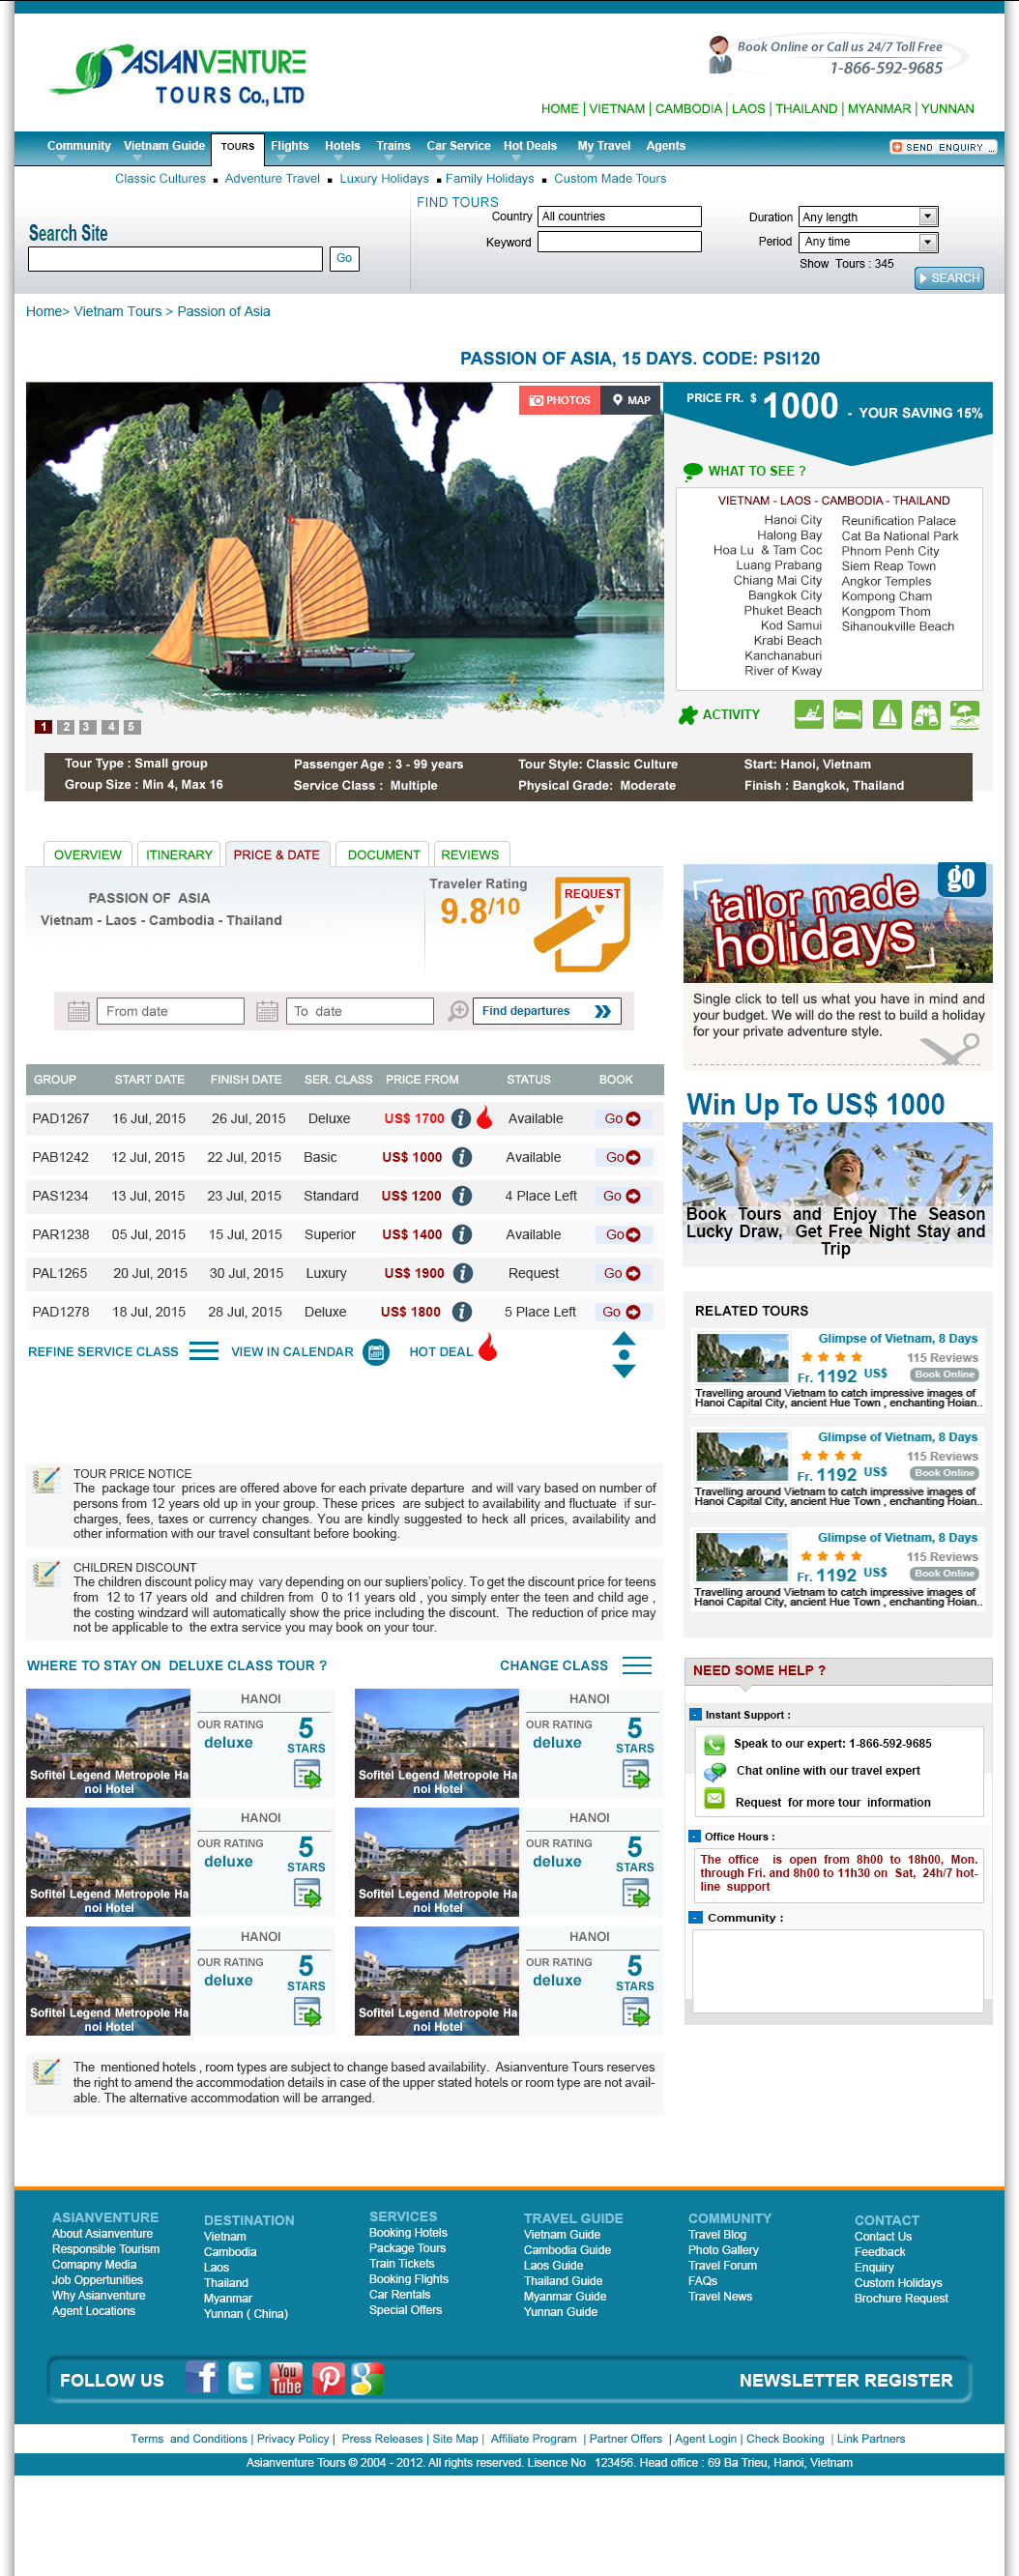 ASIANVENTURE
TOURS Co., LTD
Book Online or Call us 24/7 Toll Free
1-866-592-9685
HOME | VIETNAM | CAMBODIA | LAOS | THAILAND | MYANMAR | YUNNAN
Community Vietnam Guide TOURS Flights Hotels Trains Car Service Hot Deals My Travel Agents
SEND ENQUIRY ...
Classic Cultures ■ Adventure Travel ■ Luxury Holidays ■ Family Holidays ■ Custom Made Tours
FIND TOURS
Search Site
Go
Country All countries
Keyword
Duration Any length
Period Any time
Show Tours : 345
SEARCH
Home> Vietnam Tours > Passion of Asia
PASSION OF ASIA, 15 DAYS. CODE: PSI120
PHOTOS MAP
PRICE FR. $ 1000 - YOUR SAVING 15%
WHAT TO SEE ?
VIETNAM - LAOS - CAMBODIA - THAILAND
Hanoi City
Halong Bay
Hoa Lu & Tam Coc
Luang Prabang
Chiang Mai City
Bangkok City
Phuket Beach
Kod Samui
Krabi Beach
Kanchanaburi
River of Kway
Reunification Palace
Cat Ba National Park
Phnom Penh City
Siem Reap Town
Angkor Temples
Kompong Cham
Kongpom Thom
Sihanoukville Beach
1 2 3 4 5
ACTIVITY
Tour Type : Small group Passenger Age : 3 - 99 years Tour Style: Classic Culture Start: Hanoi, Vietnam
Group Size : Min 4, Max 16 Service Class : Multiple Physical Grade: Moderate Finish : Bangkok, Thailand
OVERVIEW ITINERARY PRICE & DATE DOCUMENT REVIEWS
PASSION OF ASIA
Vietnam - Laos - Cambodia - Thailand
Traveler Rating
9.8/10
REQUEST
From date To date Find departures
GROUP START DATE FINISH DATE SER. CLASS PRICE FROM STATUS BOOK
PAD1267 16 Jul, 2015 26 Jul, 2015 Deluxe US$ 1700 i Available Go
PAB1242 12 Jul, 2015 22 Jul, 2015 Basic US$ 1000 i Available Go
PAS1234 13 Jul, 2015 23 Jul, 2015 Standard US$ 1200 i 4 Place Left Go
PAR1238 05 Jul, 2015 15 Jul, 2015 Superior US$ 1400 i Available Go
PAL1265 20 Jul, 2015 30 Jul, 2015 Luxury US$ 1900 i Request Go
PAD1278 18 Jul, 2015 28 Jul, 2015 Deluxe US$ 1800 i 5 Place Left Go
REFINE SERVICE CLASS VIEW IN CALENDAR HOT DEAL
TOUR PRICE NOTICE
The package tour prices are offered above for each private departure and will vary based on number of
persons from 12 years old up in your group. These prices are subject to availability and fluctuate if sur-
charges, fees, taxes or currency changes. You are kindly suggested to heck all prices, availability and
other information with our travel consultant before booking.
CHILDREN DISCOUNT
The children discount policy may vary depending on our supliers'policy. To get the discount price for teens
from 12 to 17 years old and children from 0 to 11 years old , you simply enter the teen and child age ,
the costing windzard will automatically show the price including the discount. The reduction of price may
not be applicable to the extra service you may book on your tour.
WHERE TO STAY ON DELUXE CLASS TOUR ?
CHANGE CLASS
HANOI
OUR RATING
deluxe
5
STARS
Sofitel Legend Metropole Ha
noi Hotel
HANOI
OUR RATING
deluxe
5
STARS
Sofitel Legend Metropole Ha
noi Hotel
HANOI
OUR RATING
deluxe
5
STARS
Sofitel Legend Metropole Ha
noi Hotel
HANOI
OUR RATING
deluxe
5
STARS
Sofitel Legend Metropole Ha
noi Hotel
HANOI
OUR RATING
deluxe
5
STARS
Sofitel Legend Metropole Ha
noi Hotel
HANOI
OUR RATING
deluxe
5
STARS
Sofitel Legend Metropole Ha
noi Hotel
The mentioned hotels , room types are subject to change based availability. Asianventure Tours reserves
the right to amend the accommodation details in case of the upper stated hotels or room type are not avail-
able. The alternative accommodation will be arranged.
go
tailor made
holidays
Single click to tell us what you have in mind and
your budget. We will do the rest to build a holiday
for your private adventure style.
Win Up To US$ 1000
Book Tours and Enjoy The Season
Lucky Draw, Get Free Night Stay and
Trip
RELATED TOURS
Glimpse of Vietnam, 8 Days
115 Reviews
Fr. 1192 US$ Book Online
Travelling around Vietnam to catch impressive images of
Hanoi Capital City, ancient Hue Town , enchanting Hoian..
Glimpse of Vietnam, 8 Days
115 Reviews
Fr. 1192 US$ Book Online
Travelling around Vietnam to catch impressive images of
Hanoi Capital City, ancient Hue Town , enchanting Hoian..
Glimpse of Vietnam, 8 Days
115 Reviews
Fr. 1192 US$ Book Online
Travelling around Vietnam to catch impressive images of
Hanoi Capital City, ancient Hue Town , enchanting Hoian..
NEED SOME HELP ?
- Instant Support :
Speak to our expert: 1-866-592-9685
Chat online with our travel expert
Request for more tour information
- Office Hours :
The office is open from 8h00 to 18h00, Mon.
through Fri. and 8h00 to 11h30 on Sat, 24h/7 hot-
line support
- Community :
ASIANVENTURE
About Asianventure
Responsible Tourism
Comapny Media
Job Oppertunities
Why Asianventure
Agent Locations
DESTINATION
Vietnam
Cambodia
Laos
Thailand
Myanmar
Yunnan ( China)
SERVICES
Booking Hotels
Package Tours
Train Tickets
Booking Flights
Car Rentals
Special Offers
TRAVEL GUIDE
Vietnam Guide
Cambodia Guide
Laos Guide
Thailand Guide
Myanmar Guide
Yunnan Guide
COMMUNITY
Travel Blog
Photo Gallery
Travel Forum
FAQs
Travel News
CONTACT
Contact Us
Feedback
Enquiry
Custom Holidays
Brochure Request
FOLLOW US f t You Tube P g NEWSLETTER REGISTER
Terms and Conditions | Privacy Policy | Press Releases | Site Map | Affiliate Program | Partner Offers | Agent Login | Check Booking | Link Partners
Asianventure Tours © 2004 - 2012. All rights reserved. Lisence No 123456. Head office : 69 Ba Trieu, Hanoi, Vietnam